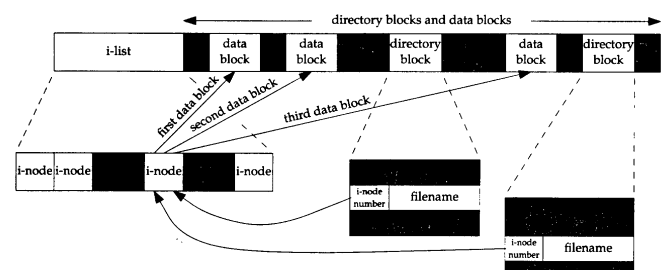 directory blocks and data blocks
i-list
data
block
data
block
directory
block
data
block
directory
block
first data block
second data block
third data block
i-node
i-node
i-node
i-node
i-node
number
filename
i-node
number
filename